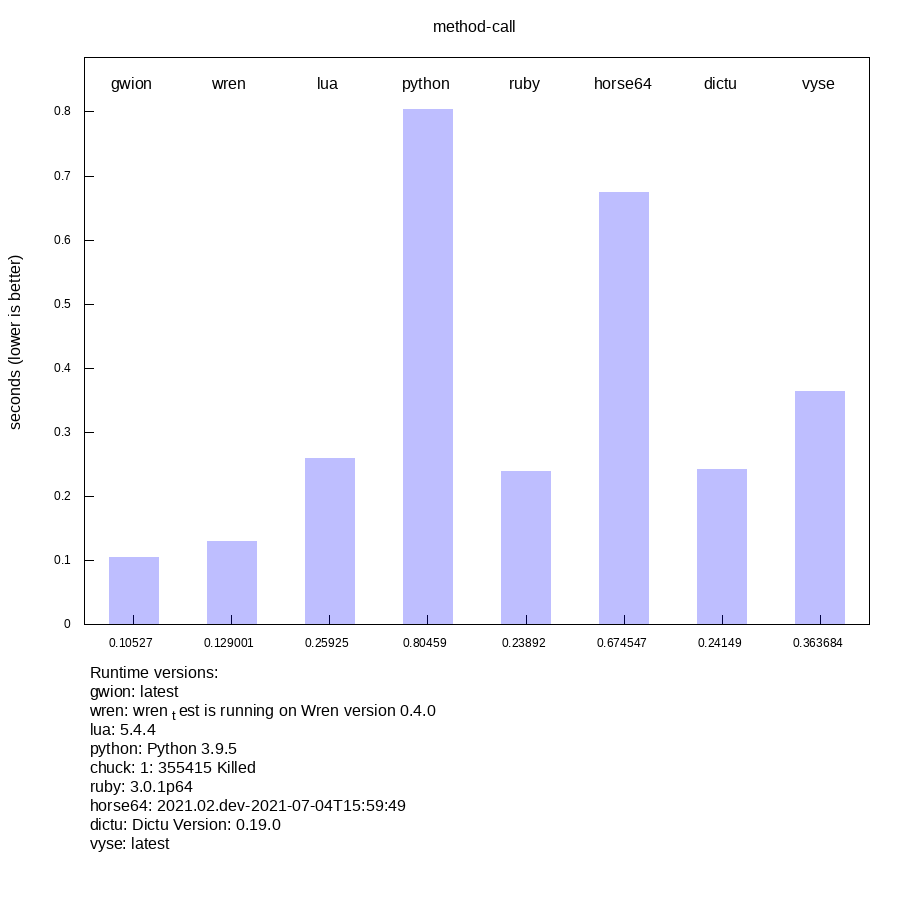 method-call
gwion wren lua python ruby horse64 dictu vyse
0.8
0.7
0.6
0.5
0.4
0.3
0.2
0.1
0
seconds (lower is better)
0.10527 0.129001 0.25925 0.80459 0.23892 0.674547 0.24149 0.363684
Runtime versions:
gwion: latest
wren: wren t est is running on Wren version 0.4.0
lua: 5.4.4
python: Python 3.9.5
chuck: 1: 355415 Killed
ruby: 3.0.1p64
horse64: 2021.02.dev-2021-07-04T15:59:49
dictu: Dictu Version: 0.19.0
vyse: latest